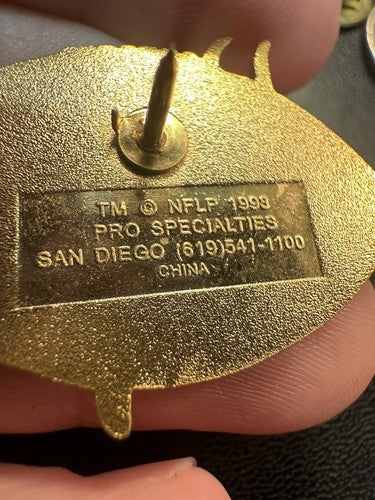 TM © NFLP 1998
PRO SPECIALTIES
SAN DIEGO (619)541-1100
CHINA